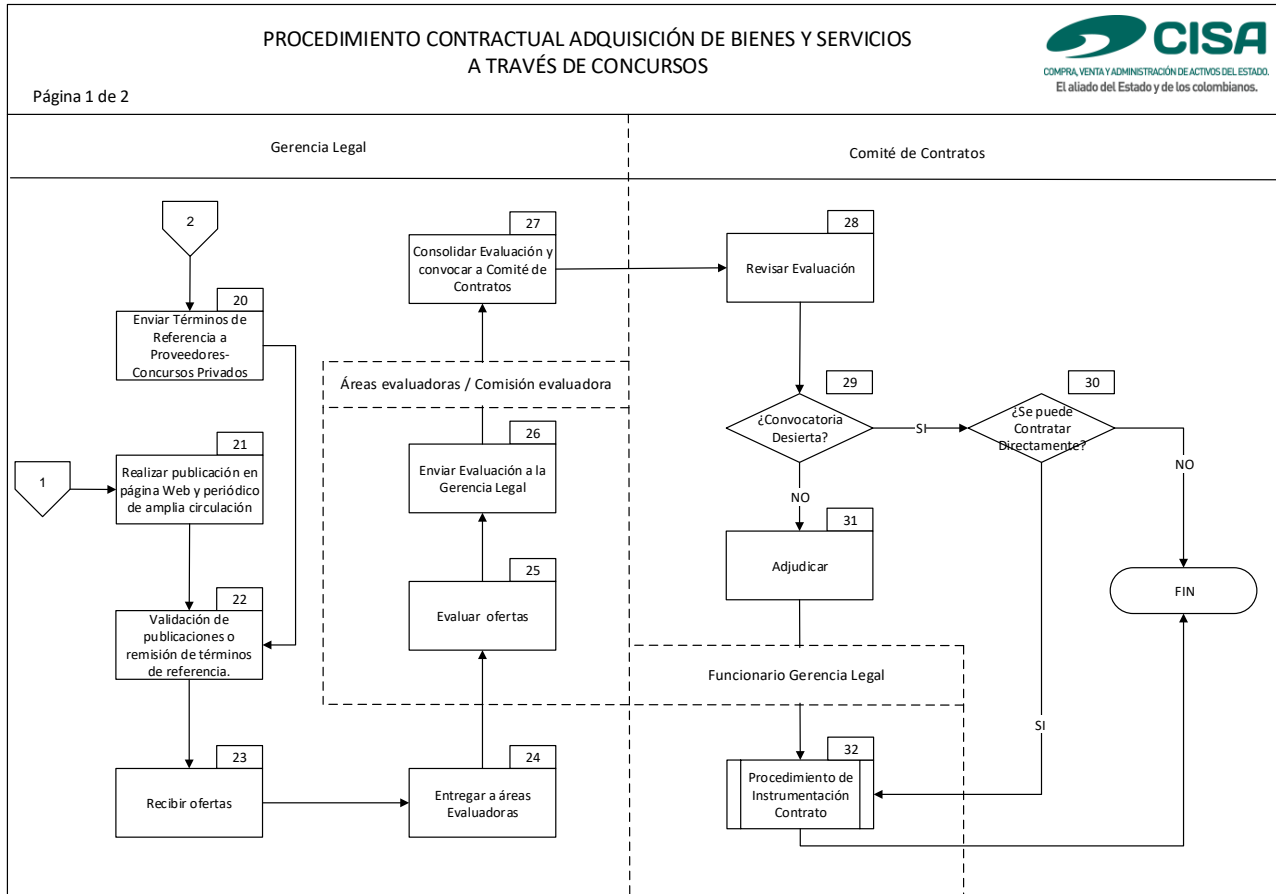 PROCEDIMIENTO CONTRACTUAL ADQUISICIÓN DE BIENES Y SERVICIOS
A TRAVÉS DE CONCURSOS
CISA
COMPRA, VENTA Y ADMINISTRACIÓN DE ACTIVOS DEL ESTADO.
El aliado del Estado y de los colombianos.
Página 1 de 2
Gerencia Legal
Comité de Contratos
2
20
Enviar Términos de
Referencia a
Proveedores-
Concursos Privados
1
21
Realizar publicación en
página Web y periódico
de amplia circulación
22
Validación de
publicaciones o
remisión de términos
de referencia.
23
Recibir ofertas
24
Entregar a áreas
Evaluadoras
25
Evaluar ofertas
26
Enviar Evaluación a la
Gerencia Legal
Áreas evaluadoras / Comisión evaluadora
27
Consolidar Evaluación y
convocar a Comité de
Contratos
28
Revisar Evaluación
29
¿Convocatoria
Desierta?
SI
NO
30
¿Se puede
Contratar
Directamente?
NO
SI
31
Adjudicar
Funcionario Gerencia Legal
32
Procedimiento de
Instrumentación
Contrato
FIN